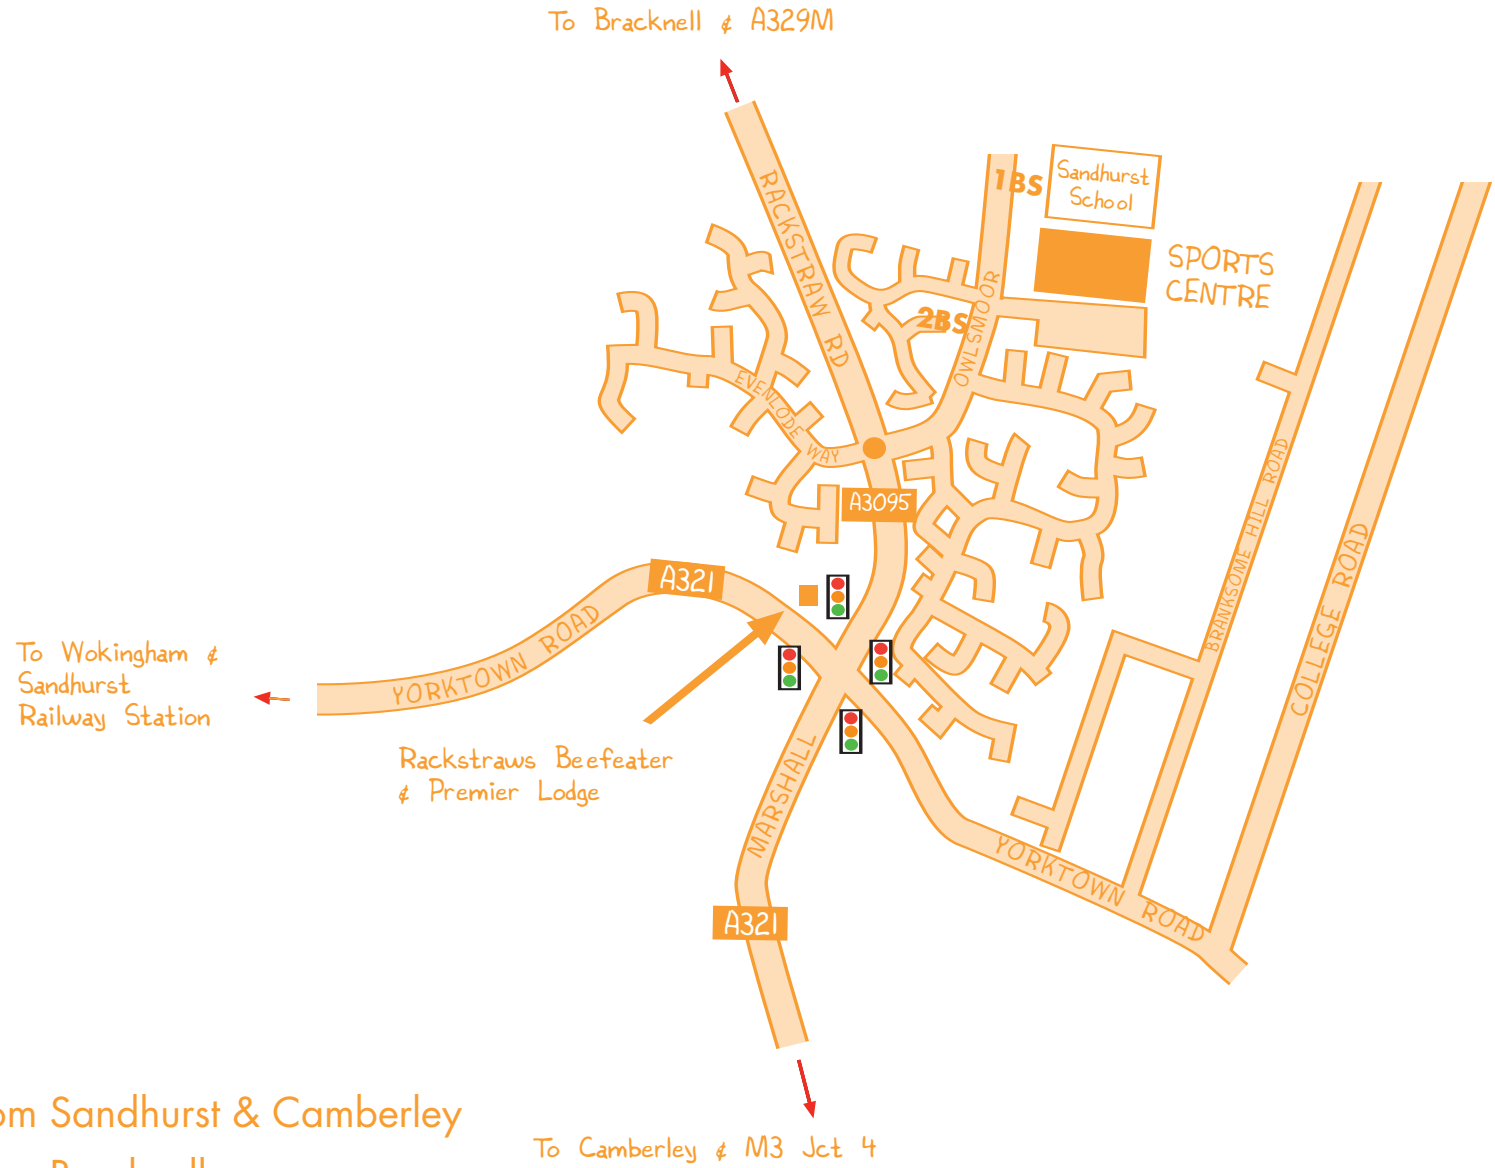 To Bracknell & A329M
RACKSTRAW RD
1BS
Sandhurst
School
SPORTS
CENTRE
OWLSMOOR
2BS
EVENLODE WAY
A3095
A321
YORKTOWN ROAD
To Wokingham &
Sandhurst
Railway Station
Rackstraws Beefeater
& Premier Lodge
MARSHALL
A321
YORKTOWN ROAD
BRANKSOME HILL ROAD
COLLEGE ROAD
To Camberley & M3 Jct 4
om Sandhurst & Camberley